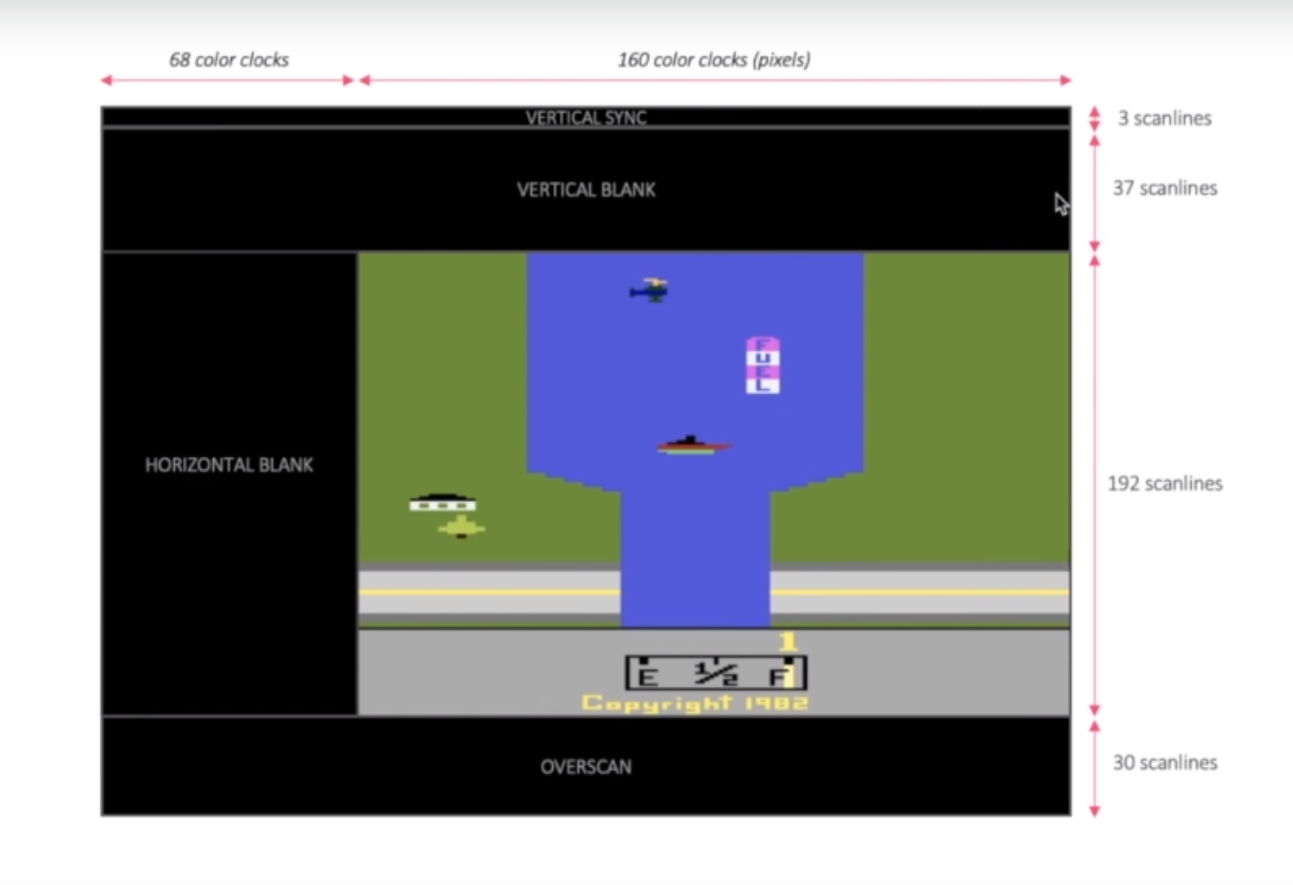 68 color clocks
160 color clocks (pixels)
VERTICAL SYNC
3 scanlines
VERTICAL BLANK
37 scanlines
FUEL
HORIZONTAL BLANK
192 scanlines
1
E 1/2 F
Copyright 1982
OVERSCAN
30 scanlines